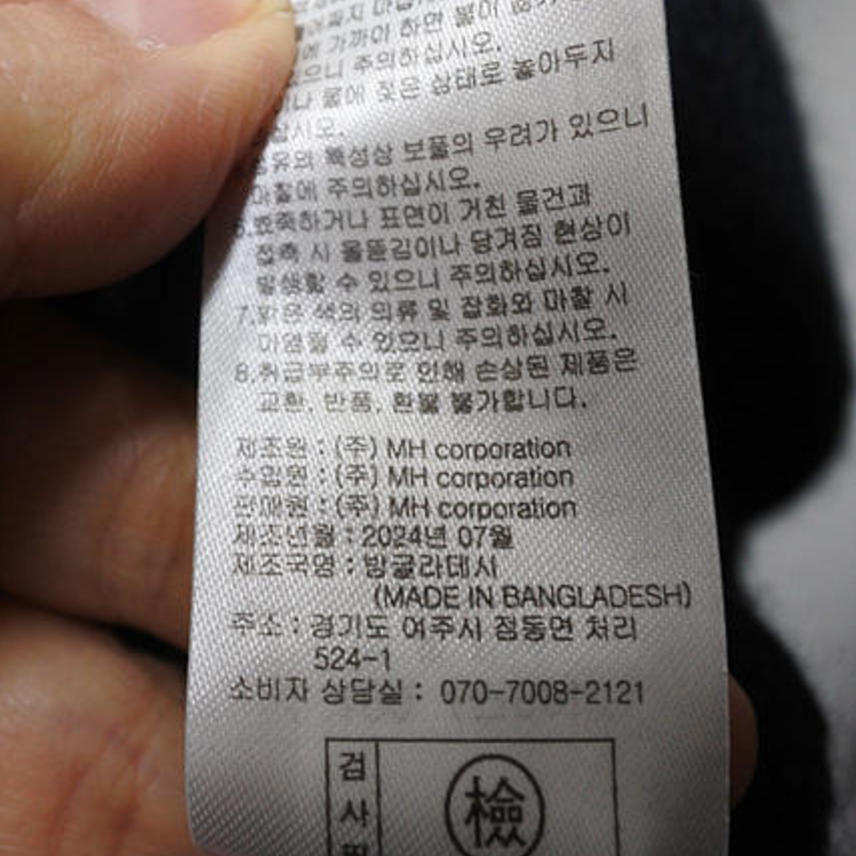 에 가까이 하면 불이
있으니 주의하십시오.
물에 젖은 상태로 놓아두지
십시오.
특성상 보풀의 우려가 있으니
마찰에 주의하십시오.
6.뾰족하거나 표면이 거친 물건과
접촉 시 올뜯김이나 당겨짐 현상이
발생할 수 있으니 주의하십시오.
7.밝은 색의 의류 및 잡화와 마찰 시
이염될 수 있으니 주의하십시오.
8.취급부주의로 인해 손상된 제품은
교환, 반품, 환불 불가합니다.
제조원 : (주) MH corporation
수입원 : (주) MH corporation
판매원 : (주) MH corporation
제조년월 : 2024년 07월
제조국명 : 방글라데시
(MADE IN BANGLADESH)
주소 : 경기도 여주시 점동면 처리
524-1
소비자 상담실 : 070-7008-2121
검
사
檢